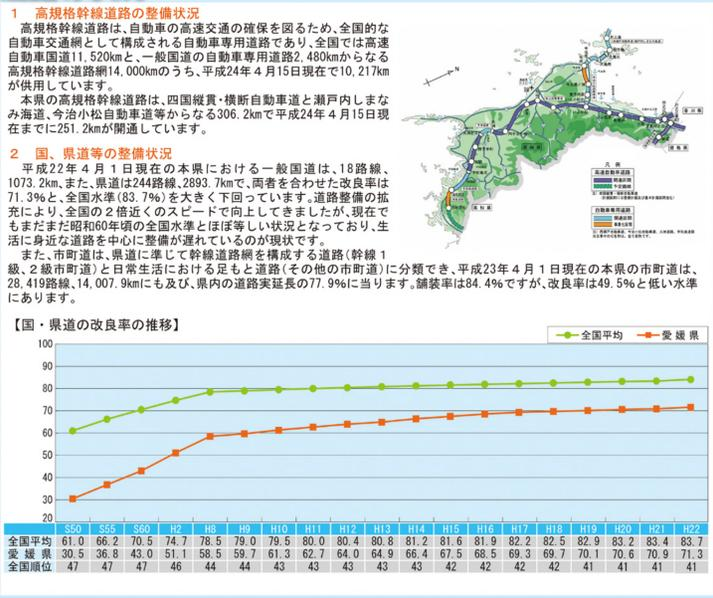 1 高規格幹線道路の整備状況
高規格幹線道路は、自動車の高速交通の確保を図るため、全国的な
自動車交通網として構成される自動車専用道路であり、全国では高速
自動車国道11,520kmと、一般国道の自動車専用道路2,480kmからなる
高規格幹線道路網14,000kmのうち、平成24年4月15日現在で10,217km
が供用しています。
本県の高規格幹線道路は、四国縦貫・横断自動車道と瀬戸内しまな
み海道、今治小松自動車道等からなる306.2kmで平成24年4月15日現
在までに251.2kmが開通しています。
2 国、県道等の整備状況
平成22年4月1日現在の本県における一般国道は、18路線、
1073.2km、また、県道は244路線、2893.7kmで、両者を合わせた改良率は
71.3%と、全国水準(83.7%)を大きく下回っています。道路整備の拡
充により、全国の2倍近くのスピードで向上してきましたが、現在で
もまだまだ昭和60年頃の全国水準とほぼ等しい状況となっており、生
活に身近な道路を中心に整備が遅れているのが現状です。
また、市町道は、県道に準じて幹線道路網を構成する道路(幹線1
級、2級市町道)と日常生活における足もと道路(その他の市町道)に分類でき、平成23年4月1日現在の本県の市町道は、
28,419路線、14,007.9kmにも及び、県内の道路実延長の77.9%に当ります。舗装率は84.4%ですが、改良率は49.5%と低い水準
にあります。
香川県
徳島県
高知県
凡例
高速自動車国道
自動車専用道路
【国・県道の改良率の推移】
全国平均 愛媛県
100
90
80
70
60
50
40
30
20
S50 S55 S60 H2 H8 H9 H10 H11 H12 H13 H14 H15 H16 H17 H18 H19 H20 H21 H22
全国平均 61.0 66.2 70.5 74.7 78.5 79.0 79.5 80.0 80.4 80.8 81.2 81.6 81.9 82.2 82.5 82.9 83.2 83.4 83.7
愛媛県 30.5 36.8 43.0 51.1 58.5 59.7 61.3 62.7 64.0 64.9 66.4 67.5 68.5 69.3 69.7 70.1 70.6 70.9 71.3
全国順位 47 47 47 46 44 44 43 43 43 43 43 42 42 42 42 41 41 41 41